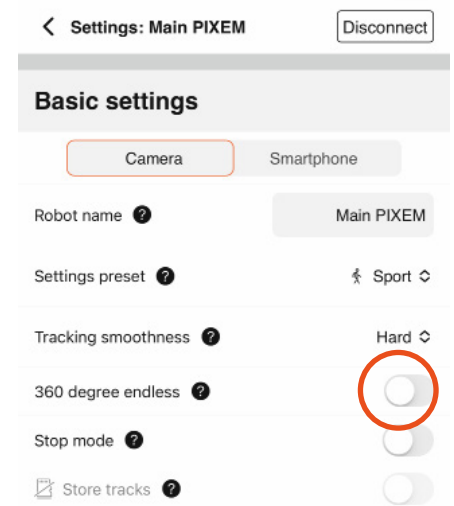 Settings: Main PIXEM Disconnect
Basic settings
Camera Smartphone
Robot name ? Main PIXEM
Settings preset ? Sport
Tracking smoothness ? Hard
360 degree endless ?
Stop mode ?
Store tracks ?